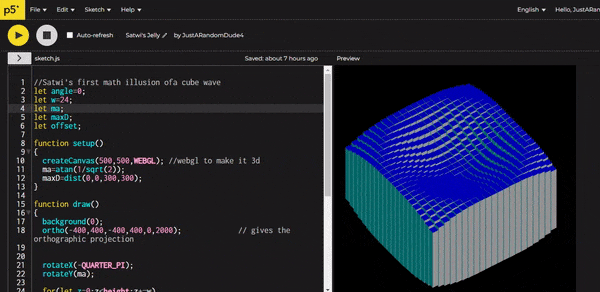 p5* File Edit Sketch Help English Hello, JustARan
Auto-refresh Satwi's Jelly by JustARandomDude4
sketch.js Saved: about 7 hours ago Preview
1 //Satwi's first math illusion ofa cube wave
2 let angle=0;
3 let w=24;
4 let ma;
5 let maxD;
6 let offset;
7
8 function setup()
9 {
10 createCanvas(500,500,WEBGL); //webgl to make it 3d
11 ma=atan(1/sqrt(2));
12 maxD=dist(0,0,300,300);
13 }
14
15 function draw()
16 {
17 background(0);
18 ortho(-400,400,-400,400,0,2000); // gives the
orthographic projection
19
20
21 rotateX(-QUARTER_PI);
22 rotateY(ma);
23
24 for(let z=0;z<height;z+=w)